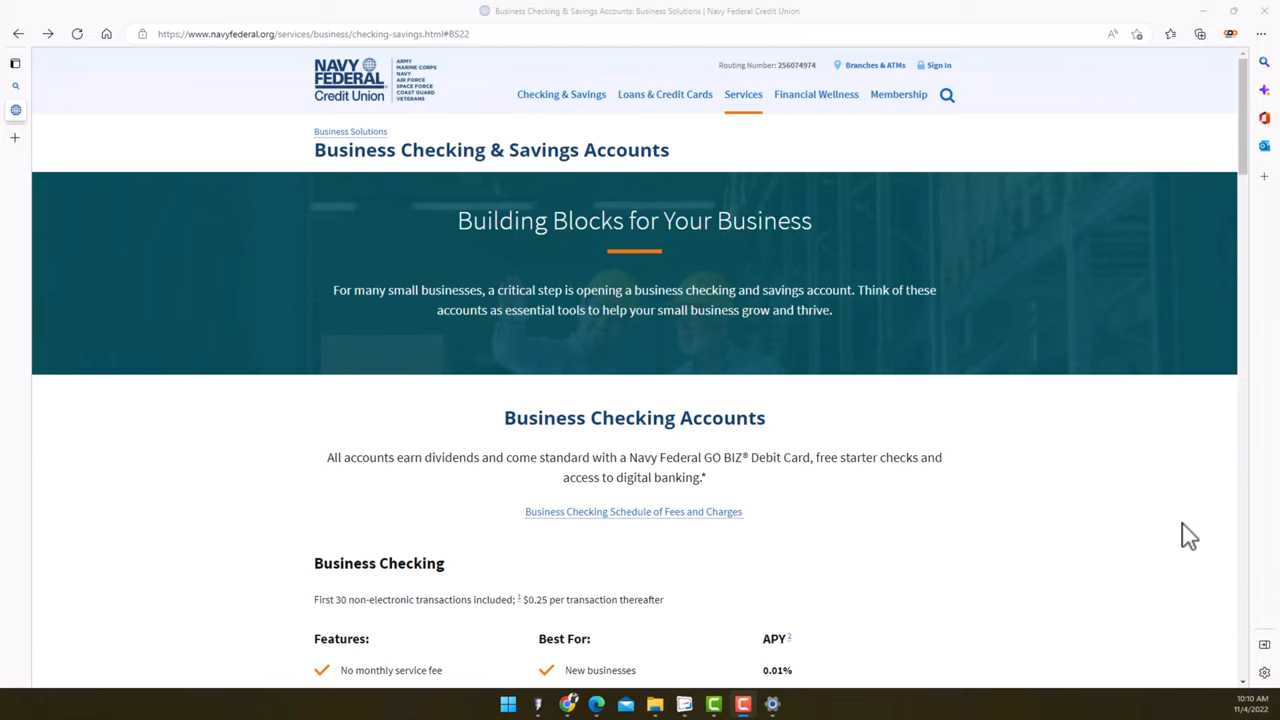 Business Checking & Savings Accounts: Business Solutions | Navy Federal Credit Union
https://www.navyfederal.org/services/business/checking-savings.html#BS22
NAVY
FEDERAL
Credit Union
ARMY
MARINE CORPS
NAVY
AIR FORCE
SPACE FORCE
COAST GUARD
VETERANS
Routing Number: 256074974
Branches & ATMs
Sign In
Checking & Savings
Loans & Credit Cards
Services
Financial Wellness
Membership
Business Solutions
Business Checking & Savings Accounts
Building Blocks for Your Business
For many small businesses, a critical step is opening a business checking and savings account. Think of these
accounts as essential tools to help your small business grow and thrive.
Business Checking Accounts
All accounts earn dividends and come standard with a Navy Federal GO BIZ® Debit Card, free starter checks and
access to digital banking.*
Business Checking Schedule of Fees and Charges
Business Checking
First 30 non-electronic transactions included; 1 $0.25 per transaction thereafter
Features:
Best For:
APY 2
No monthly service fee
New businesses
0.01%
10:10 AM
11/4/2022